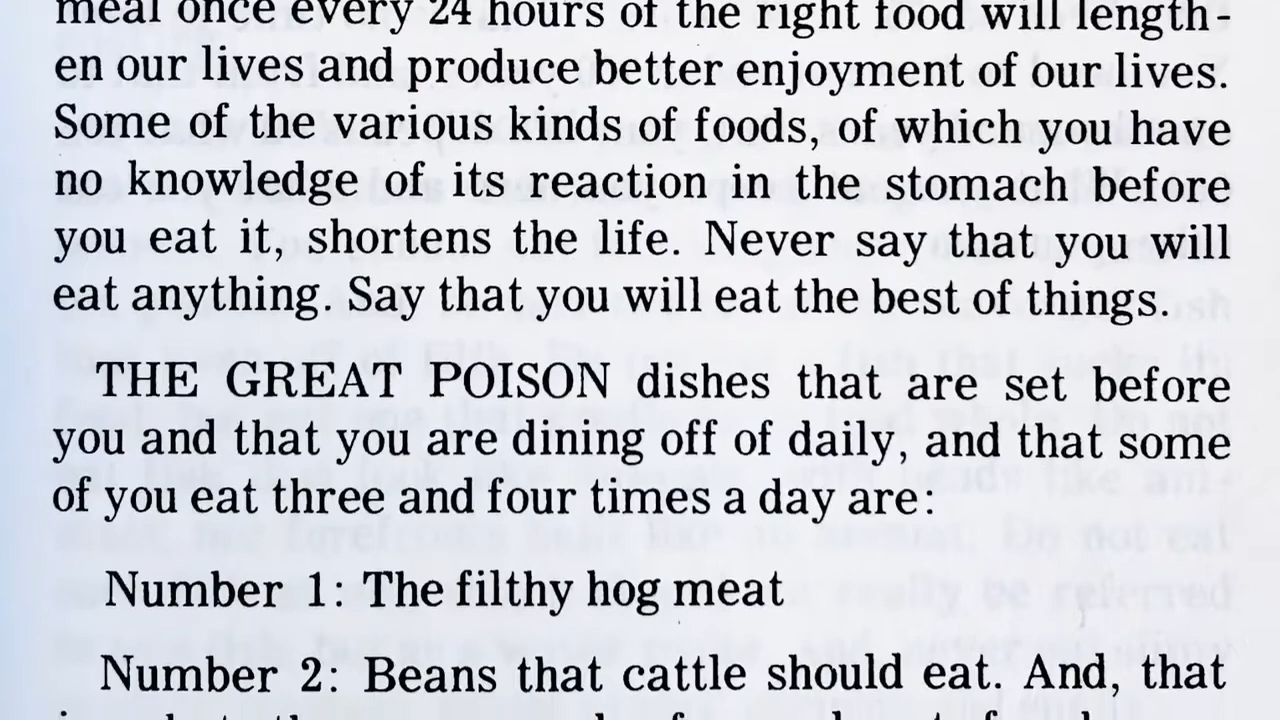 meal once every 24 hours of the right food will length-
en our lives and produce better enjoyment of our lives.
Some of the various kinds of foods, of which you have
no knowledge of its reaction in the stomach before
you eat it, shortens the life. Never say that you will
eat anything. Say that you will eat the best of things.
THE GREAT POISON dishes that are set before
you and that you are dining off of daily, and that some
of you eat three and four times a day are:
Number 1: The filthy hog meat
Number 2: Beans that cattle should eat. And, that